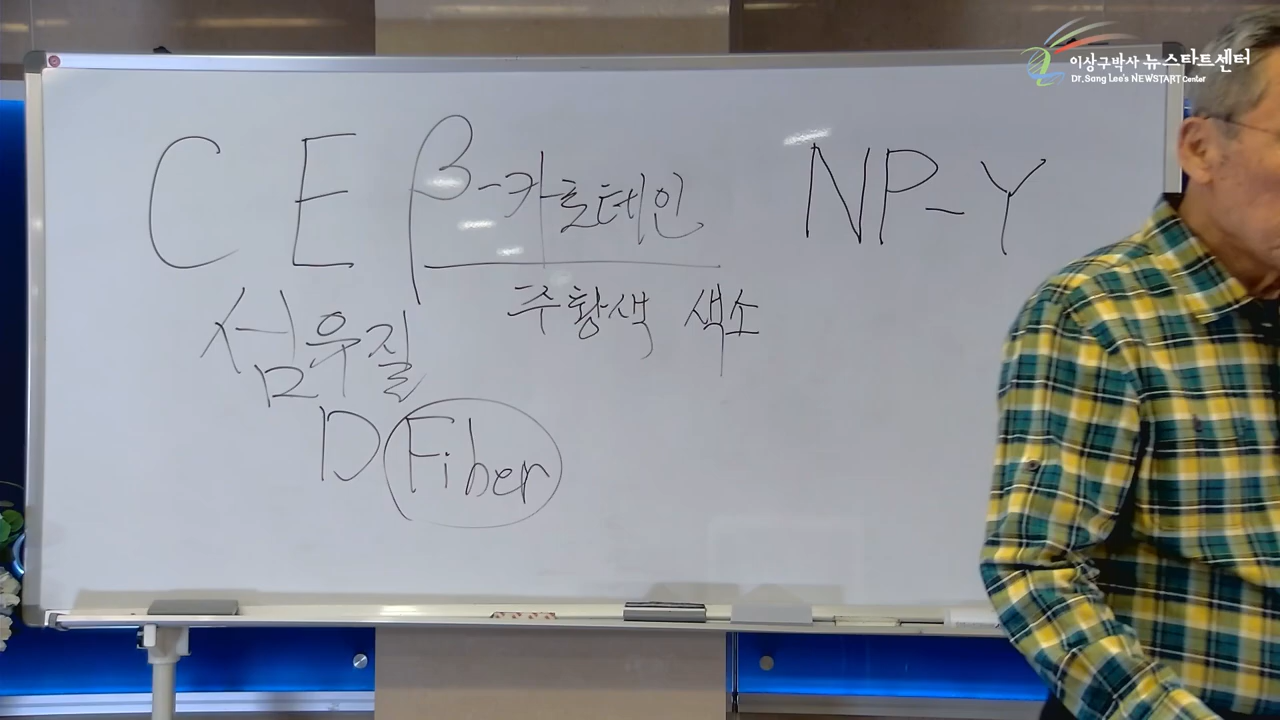 이상구박사 뉴스타트센터
Dr. Sang Lee's NEWSTART Center
C E β-카로테인 NP-Y
주황색 색소
섬유질
D Fiber